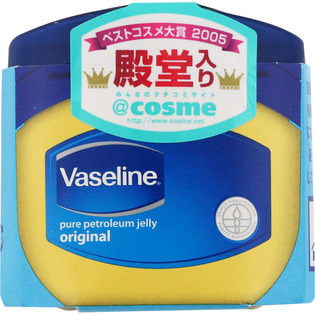 ベストコスメ大賞 2005
殿堂入り
みんなのクチコミサイト
@cosme
http://www.cosme.net
Vaseline®
pure petroleum jelly
original